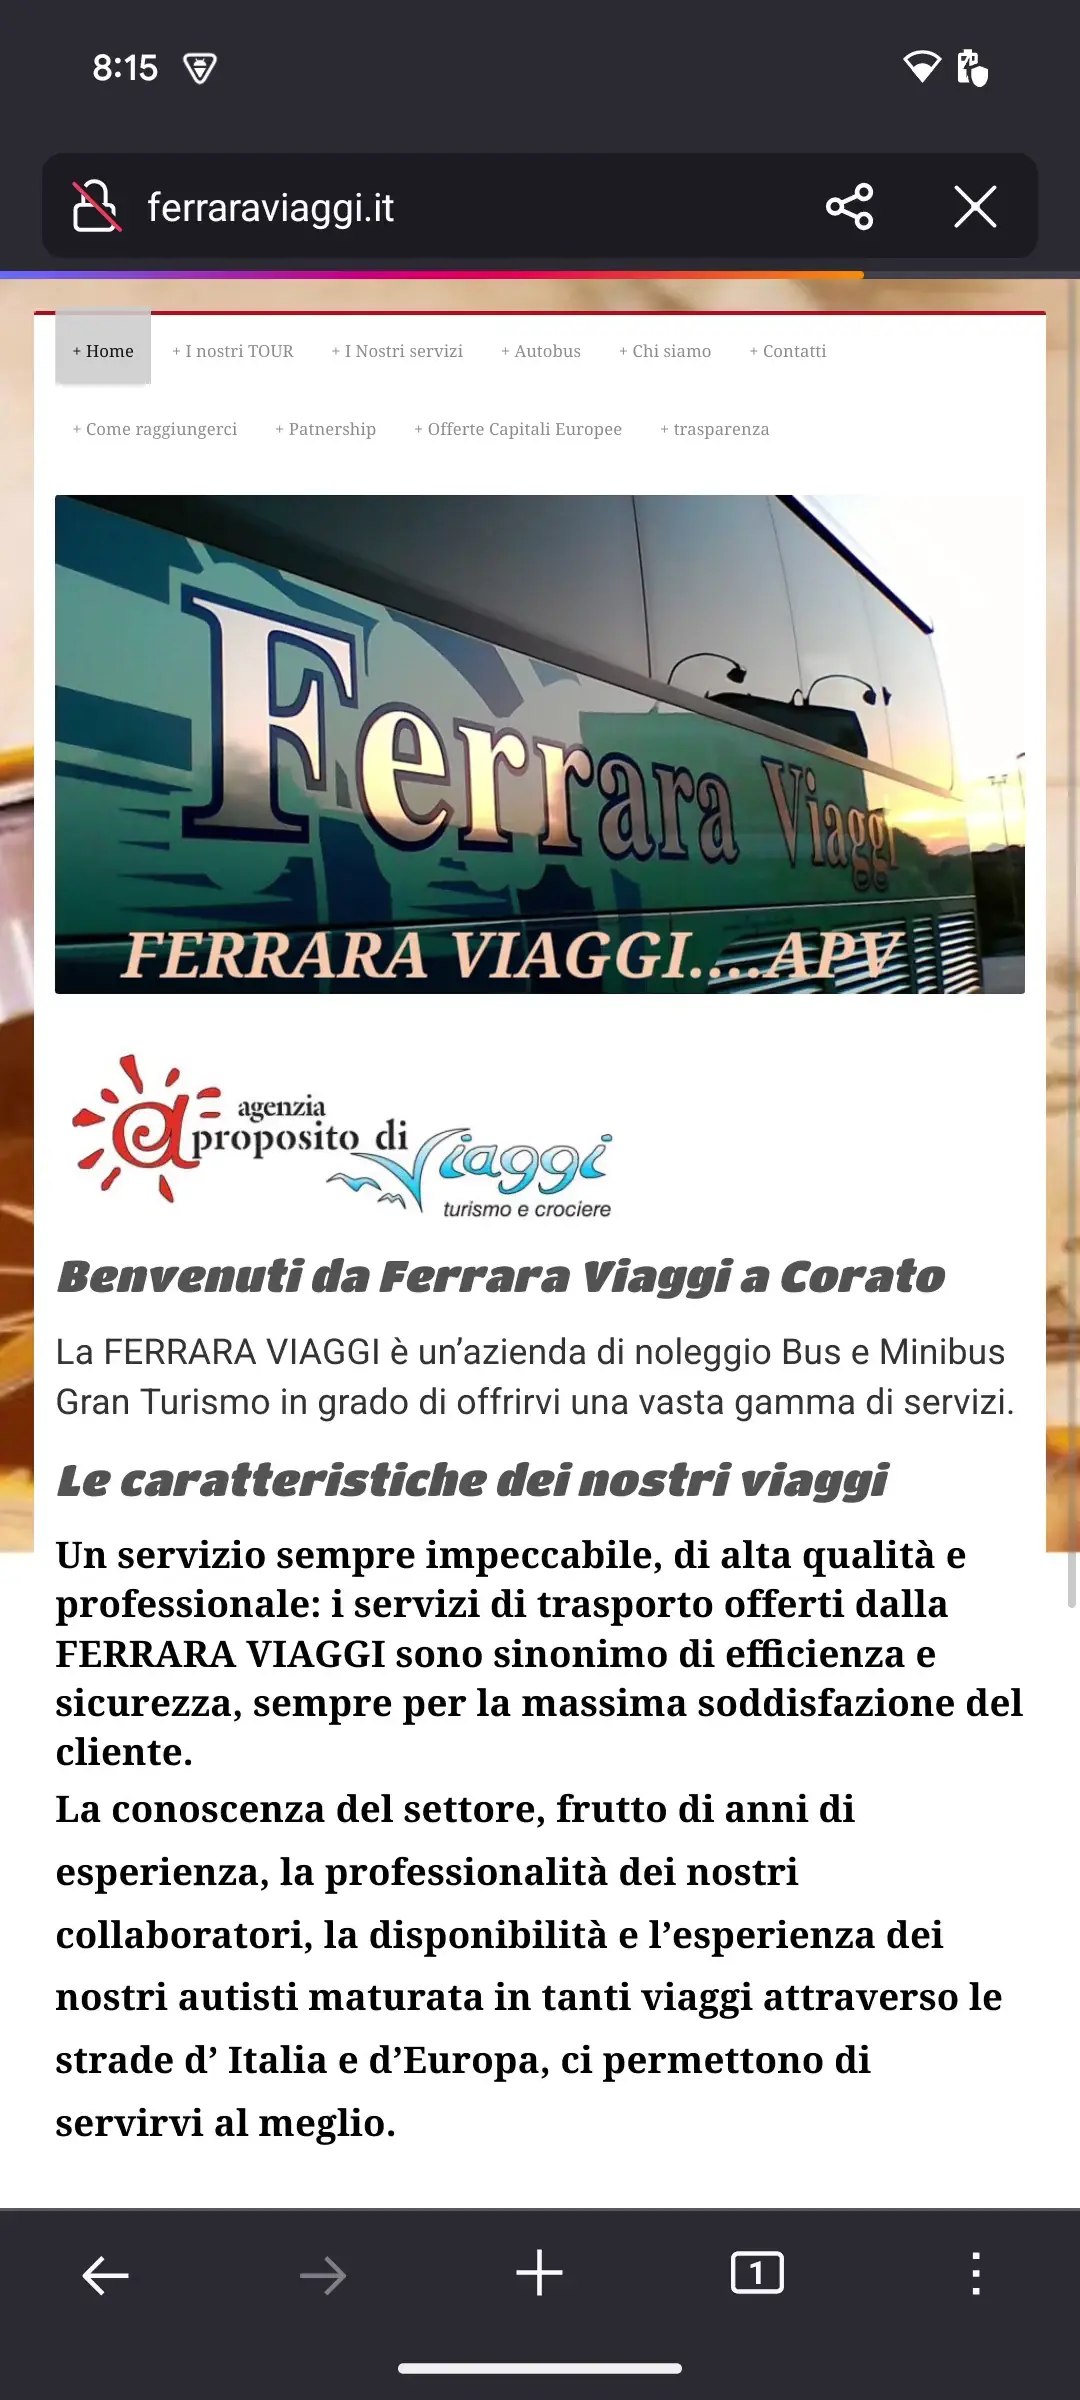 8:15
ferraraviaggi.it
+ Home
+ I nostri TOUR
+ I Nostri servizi
+ Autobus
+ Chi siamo
+ Contatti
+ Come raggiungerci
+ Patnership
+ Offerte Capitali Europee
+ trasparenza
Ferrara Viaggi
FERRARA VIAGGI....APV
agenzia
a proposito di
Viaggi
turismo e crociere
Benvenuti da Ferrara Viaggi a Corato
La FERRARA VIAGGI è un’azienda di noleggio Bus e Minibus
Gran Turismo in grado di offrirvi una vasta gamma di servizi.
Le caratteristiche dei nostri viaggi
Un servizio sempre impeccabile, di alta qualità e
professionale: i servizi di trasporto offerti dalla
FERRARA VIAGGI sono sinonimo di efficienza e
sicurezza, sempre per la massima soddisfazione del
cliente.
La conoscenza del settore, frutto di anni di
esperienza, la professionalità dei nostri
collaboratori, la disponibilità e l’esperienza dei
nostri autisti maturata in tanti viaggi attraverso le
strade d’ Italia e d’Europa, ci permettono di
servirvi al meglio.
1